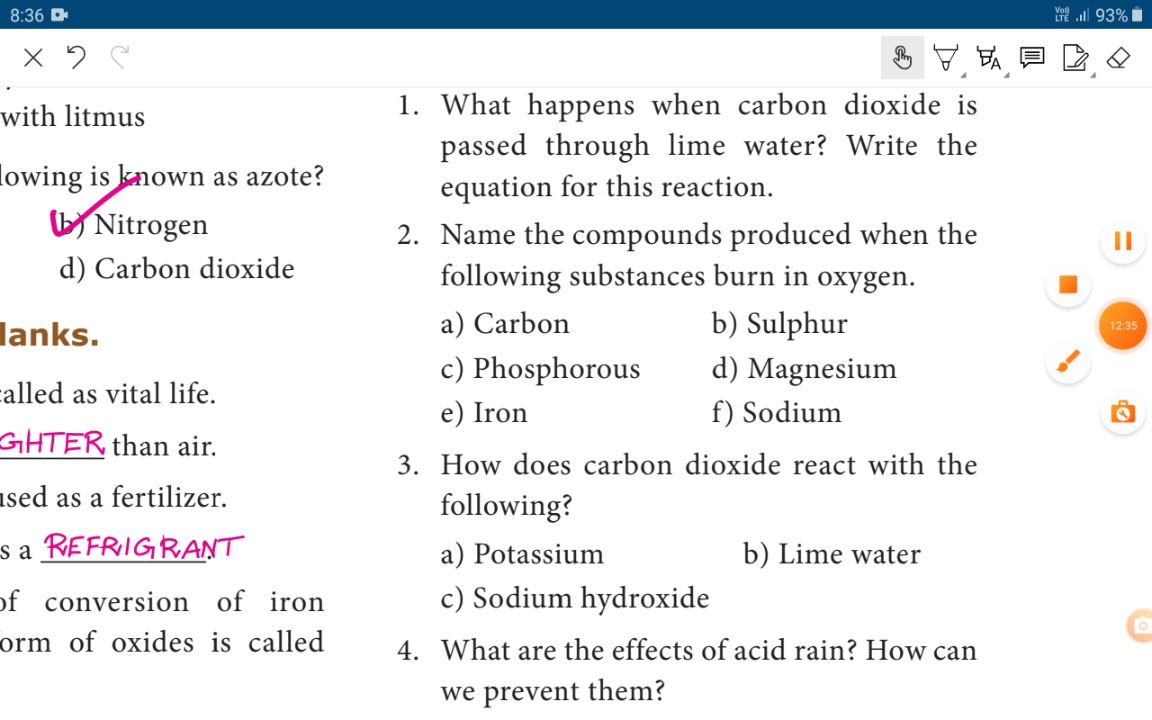 8:36
Vo)) LTE 93%
with litmus
lowing is known as azote?
b) Nitrogen
d) Carbon dioxide
lanks.
called as vital life.
GHTER than air.
used as a fertilizer.
s a REFRIGRANT.
of conversion of iron
orm of oxides is called
1. What happens when carbon dioxide is
passed through lime water? Write the
equation for this reaction.
2. Name the compounds produced when the
following substances burn in oxygen.
a) Carbon b) Sulphur
c) Phosphorous d) Magnesium
e) Iron f) Sodium
3. How does carbon dioxide react with the
following?
a) Potassium b) Lime water
c) Sodium hydroxide
4. What are the effects of acid rain? How can
we prevent them?
12:35